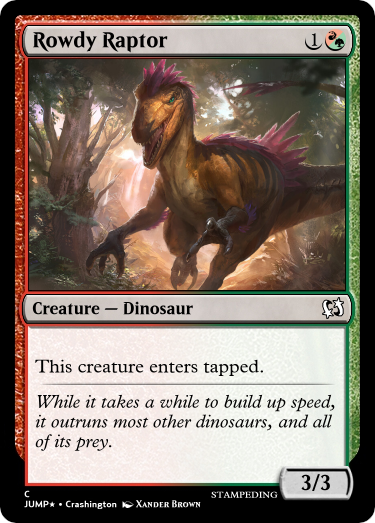 Rowdy Raptor 1
Creature — Dinosaur
This creature enters tapped.
While it takes a while to build up speed,
it outruns most other dinosaurs, and all
of its prey.
3/3
C
STAMPEDING
JUMP★ • Crashington Xander Brown